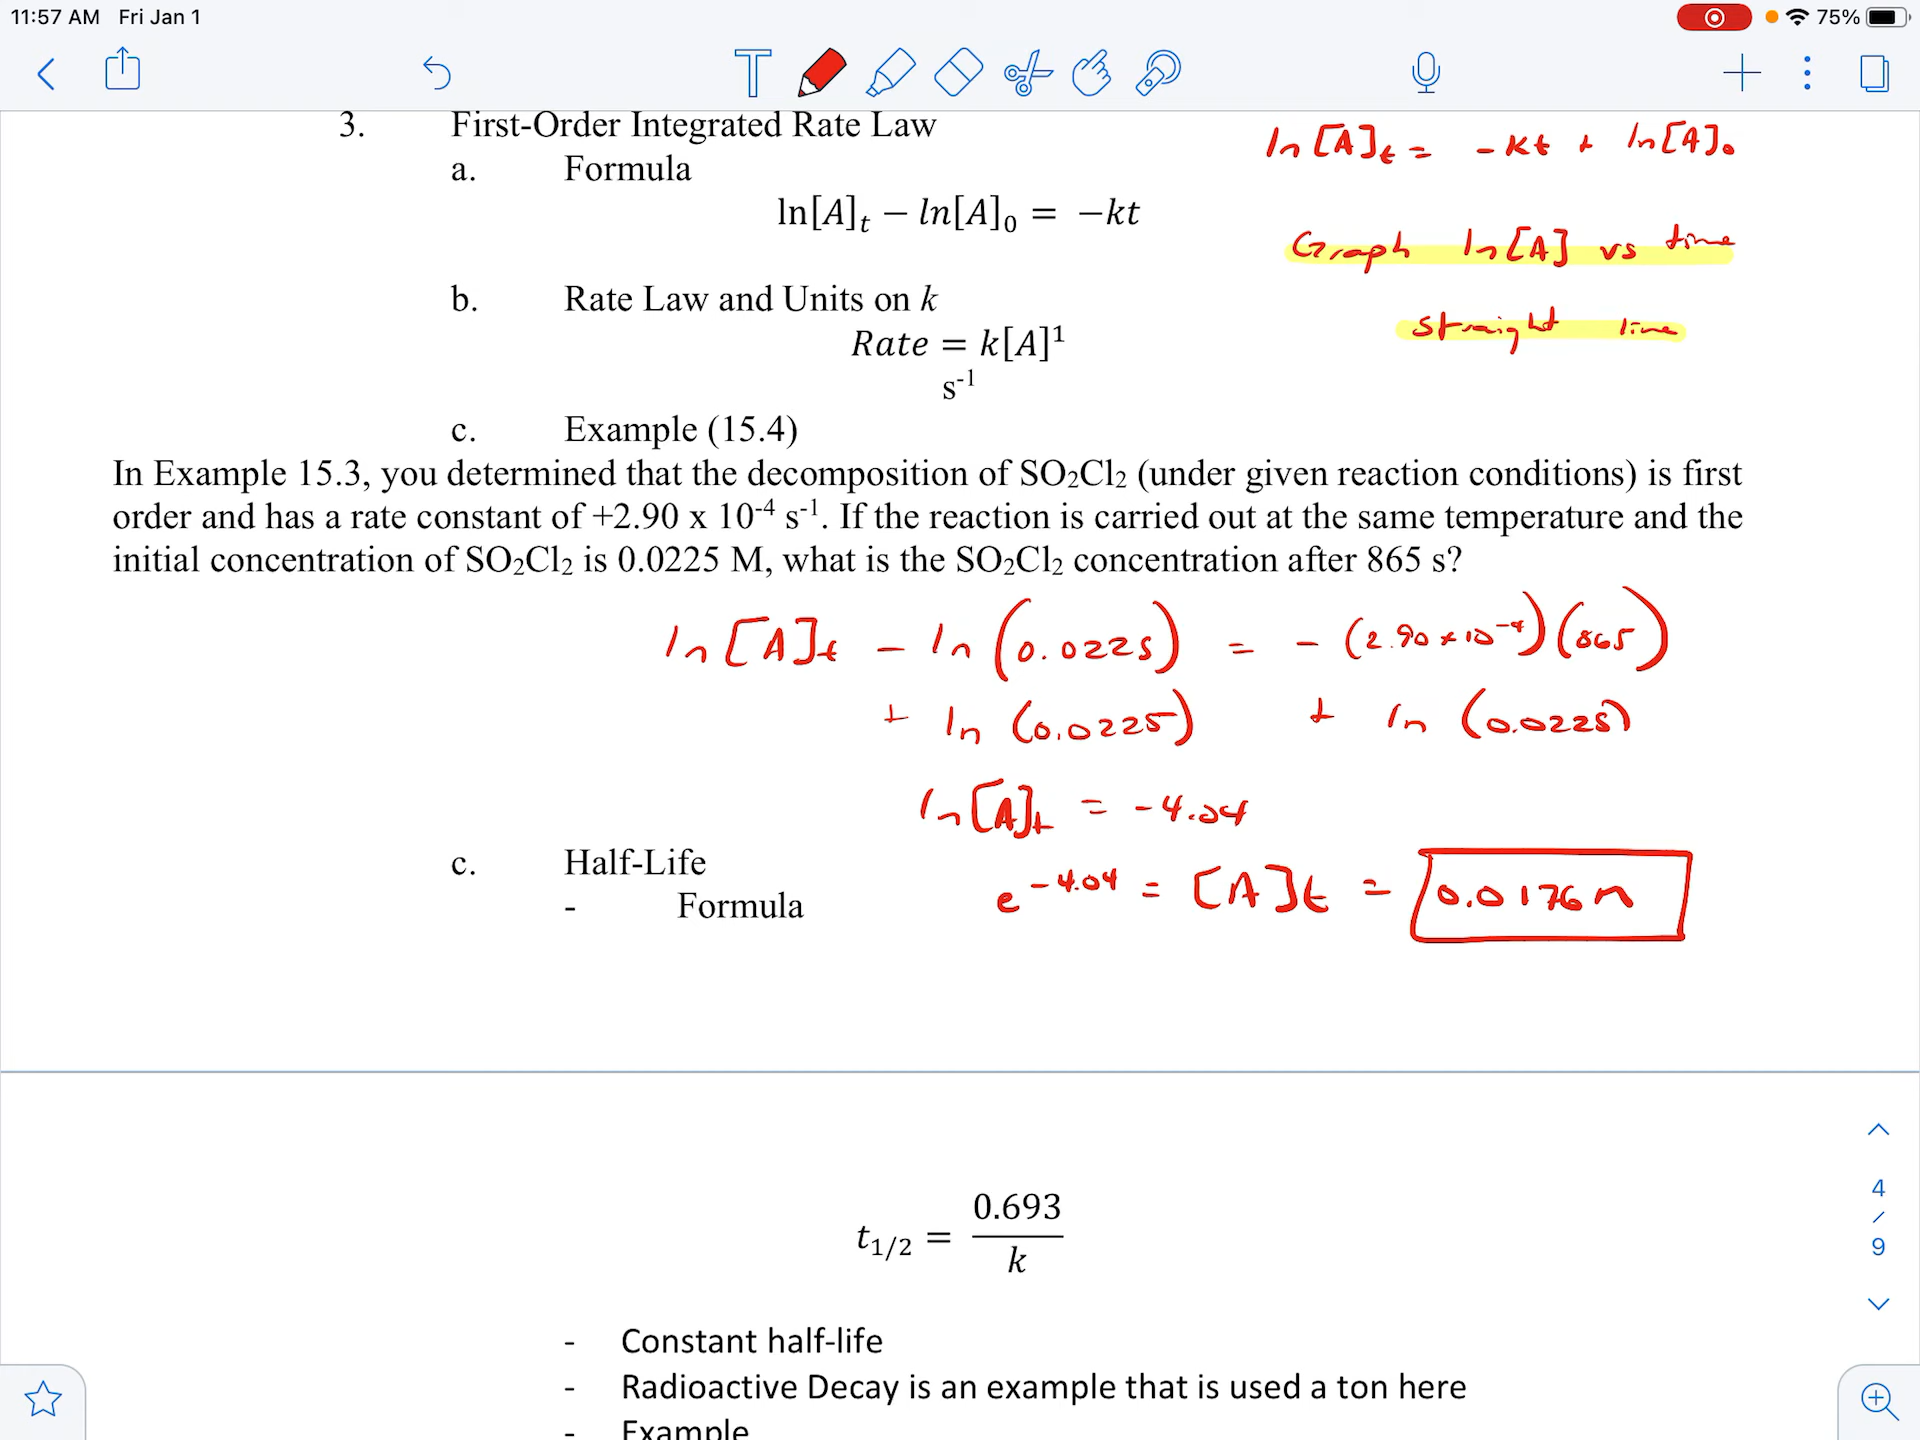 11:57 AM Fri Jan 1
75%
T
3. First-Order Integrated Rate Law
ln[A]t = -kt + ln[A]o
a. Formula
ln[A]ₜ − ln[A]₀ = −kt
Graph ln[A] vs time
b. Rate Law and Units on k
straight line
Rate = k[A]¹
s⁻¹
c. Example (15.4)
In Example 15.3, you determined that the decomposition of SO₂Cl₂ (under given reaction conditions) is first
order and has a rate constant of +2.90 x 10⁻⁴ s⁻¹. If the reaction is carried out at the same temperature and the
initial concentration of SO₂Cl₂ is 0.0225 M, what is the SO₂Cl₂ concentration after 865 s?
ln[A]t - ln(0.0225) = -(2.90 x 10⁻⁴)(865)
+ ln(0.0225) + ln(0.0225)
ln[A]t = -4.04
c. Half-Life
e⁻⁴·⁰⁴ = [A]t = 0.0176 M
- Formula
4
/
9
t₁/₂ = 0.693/k
- Constant half-life
- Radioactive Decay is an example that is used a ton here
- Example